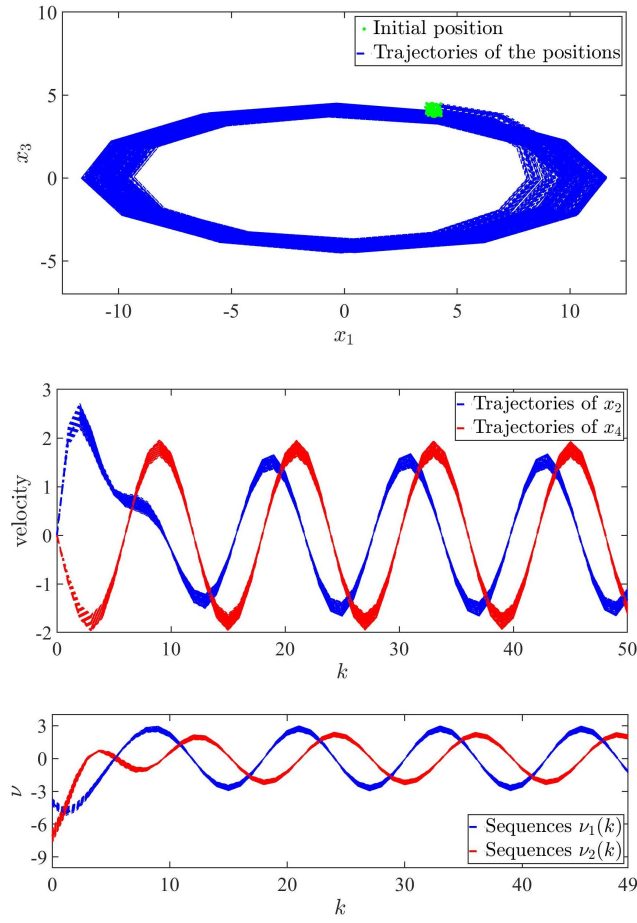 10
5
0
-5
x₃
Initial position
Trajectories of the positions
-10 -5 0 5 10
x₁
3
2
1
0
-1
-2
velocity
Trajectories of x₂
Trajectories of x₄
0 10 20 30 40 50
k
3
0
-3
-6
-9
ν
Sequences ν₁(k)
Sequences ν₂(k)
0 10 20 30 40 49
k